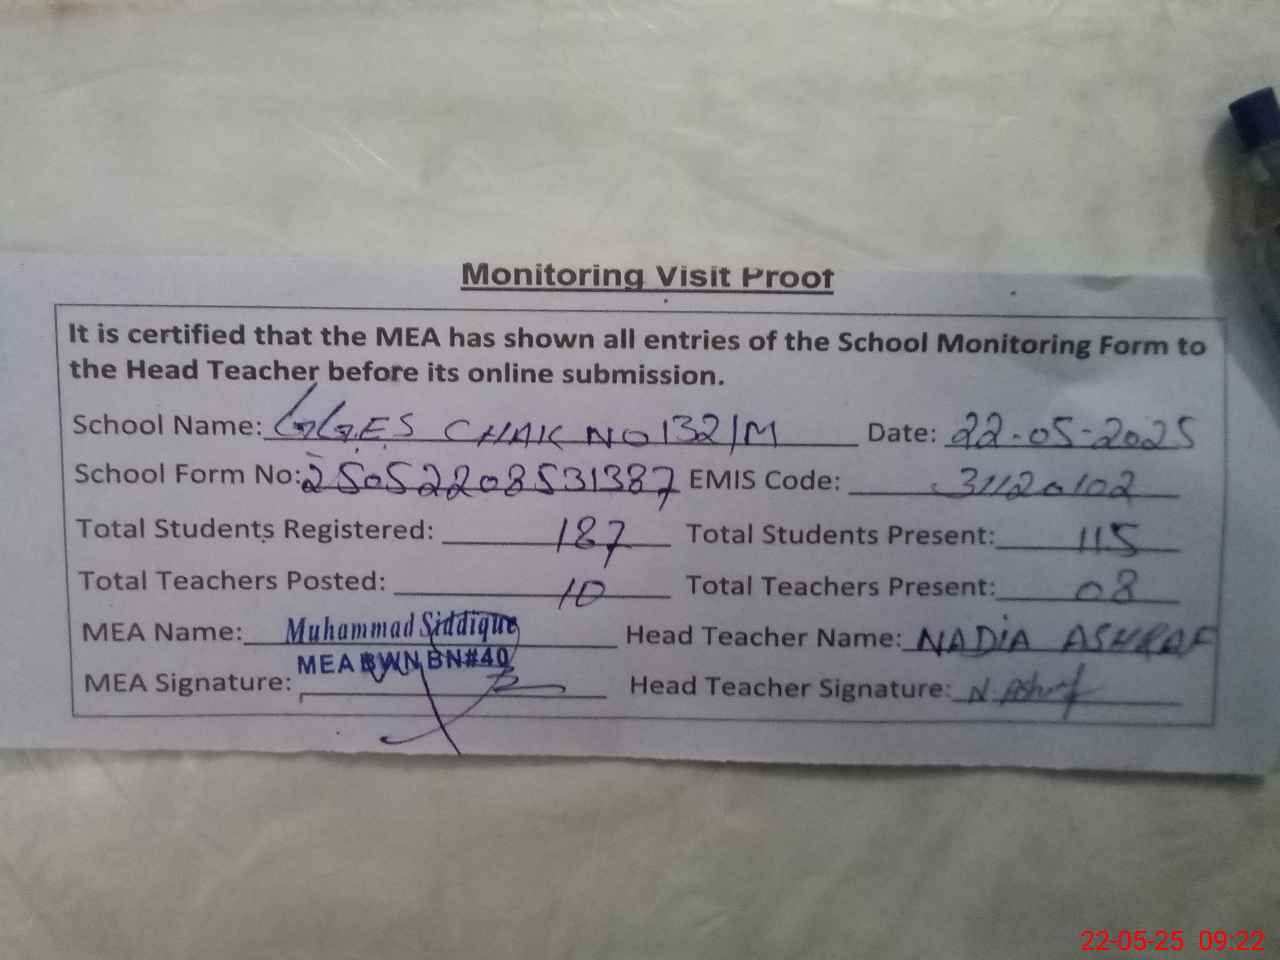 Monitoring Visit Proof
It is certified that the MEA has shown all entries of the School Monitoring Form to
the Head Teacher before its online submission.
School Name: GGES CHAK NO 132/M Date: 22-05-2025
School Form No: 25052208531387 EMIS Code: 31120102
Total Students Registered: 187 Total Students Present: 115
Total Teachers Posted: 10 Total Teachers Present: 08
MEA Name: Muhammad Siddique Head Teacher Name: NADIA ASHRAF
MEA BWN BN#40
MEA Signature: Head Teacher Signature: N. Ashraf
22-05-25 09:22